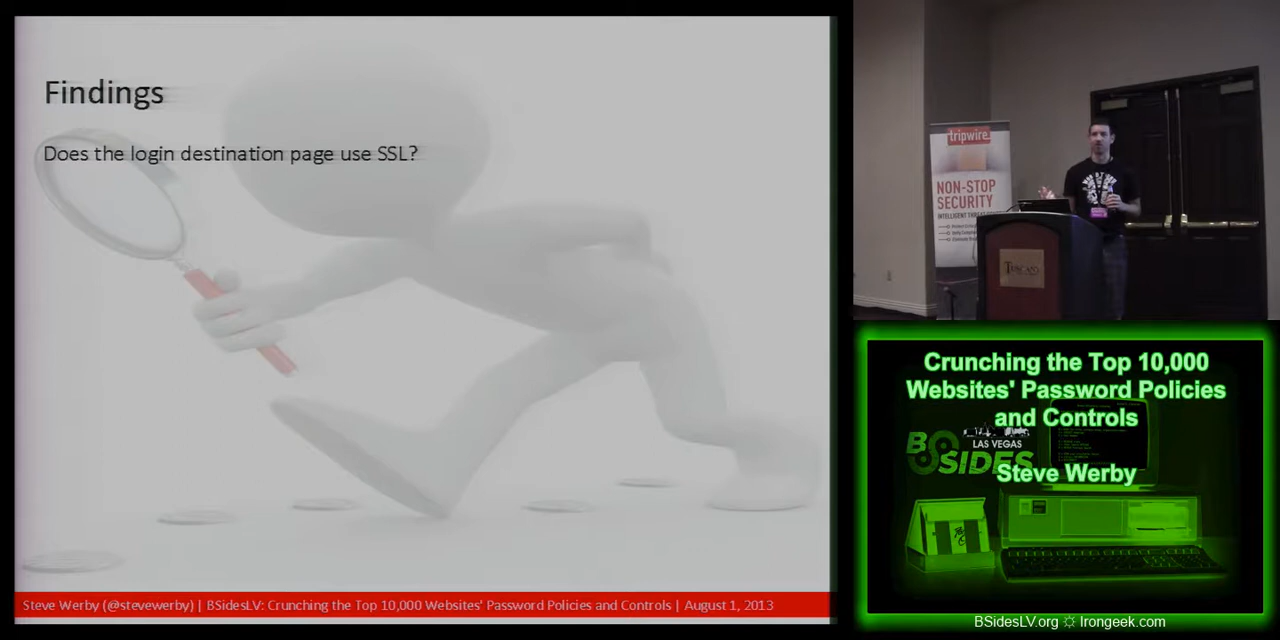 Findings
Does the login destination page use SSL?
Steve Werby (@stevewerby) | BSidesLV: Crunching the Top 10,000 Websites' Password Policies and Controls | August 1, 2013
tripwire
NON-STOP
SECURITY
TUSCANY
Crunching the Top 10,000
Websites' Password Policies
and Controls
LAS VEGAS
BSIDES
Steve Werby
BSidesLV.org ☼ Irongeek.com